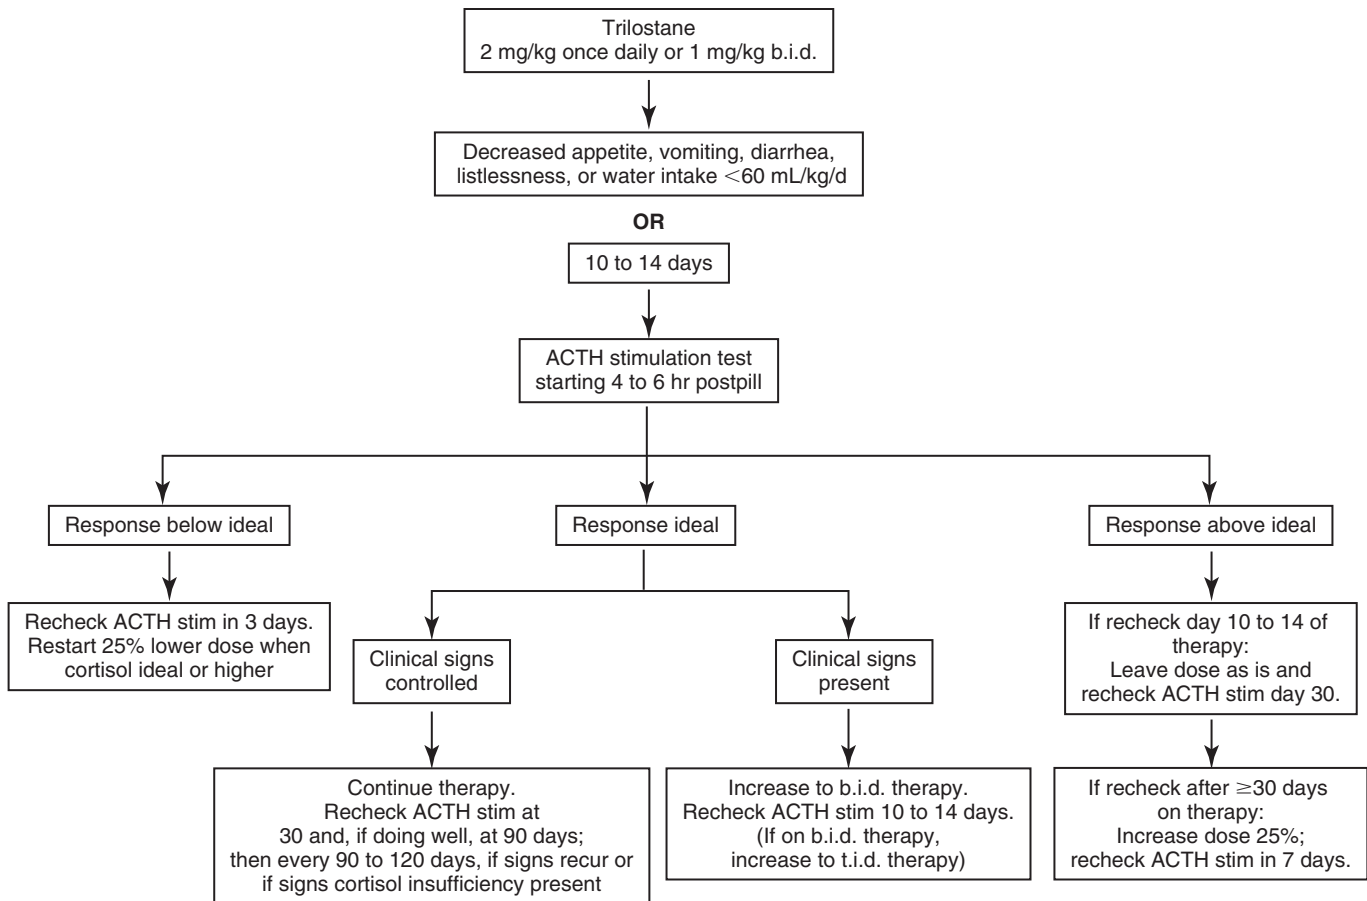 Trilostane
2 mg/kg once daily or 1 mg/kg b.i.d.
Decreased appetite, vomiting, diarrhea,
listlessness, or water intake <60 mL/kg/d
OR
10 to 14 days
ACTH stimulation test
starting 4 to 6 hr postpill
Response below ideal
Response ideal
Response above ideal
Recheck ACTH stim in 3 days.
Restart 25% lower dose when
cortisol ideal or higher
Clinical signs
controlled
Clinical signs
present
If recheck day 10 to 14 of
therapy:
Leave dose as is and
recheck ACTH stim day 30.
Continue therapy.
Recheck ACTH stim at
30 and, if doing well, at 90 days;
then every 90 to 120 days, if signs recur or
if signs cortisol insufficiency present
Increase to b.i.d. therapy.
Recheck ACTH stim 10 to 14 days.
(If on b.i.d. therapy,
increase to t.i.d. therapy)
If recheck after ≥30 days
on therapy:
Increase dose 25%;
recheck ACTH stim in 7 days.